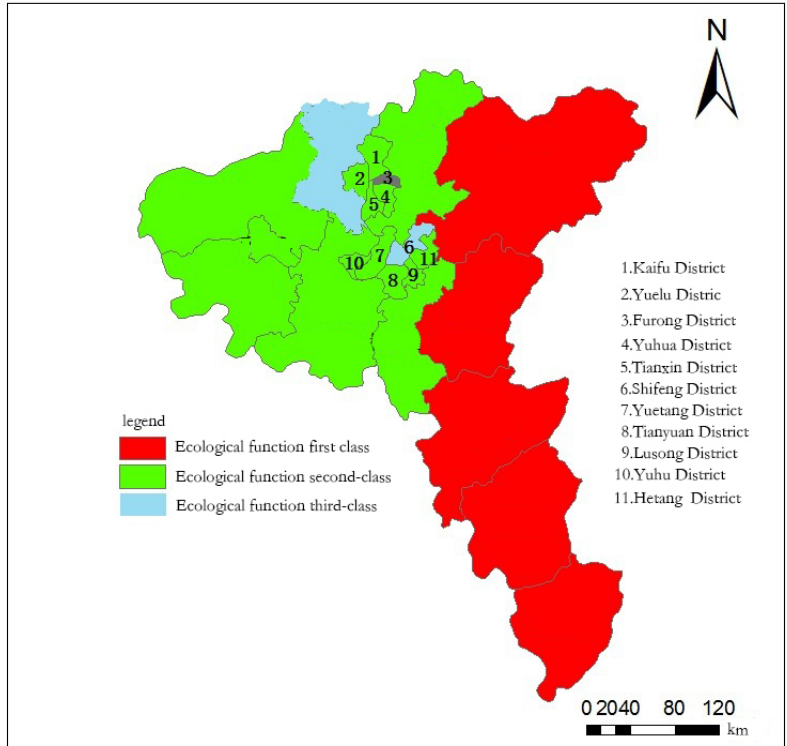 N
1
2
3
4
5
6
7
8
9
10
11
1.Kaifu District
2.Yuelu Distric
3.Furong District
4.Yuhua District
5.Tianxin District
6.Shifeng District
7.Yuetang District
8.Tianyuan District
9.Lusong District
10.Yuhu District
11.Hetang District
legend
Ecological function first class
Ecological function second-class
Ecological function third-class
0 20 40 80 120
km